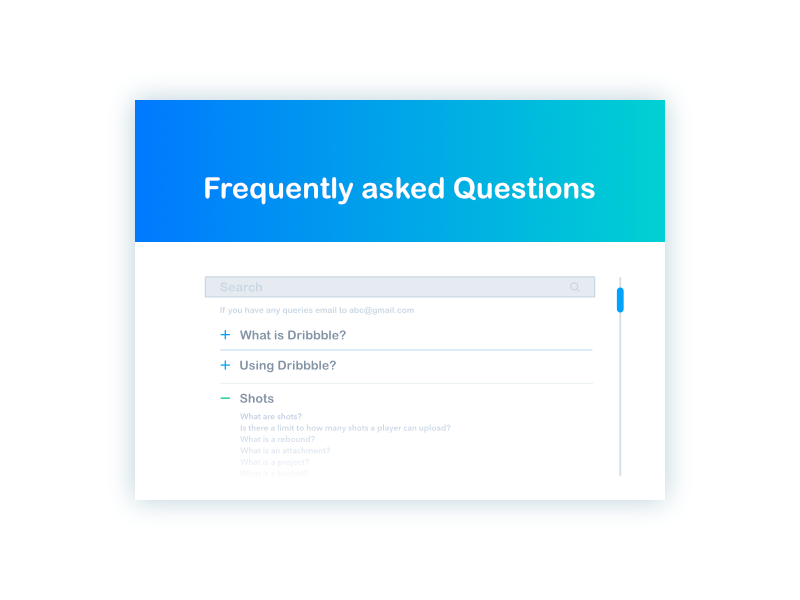 Frequently asked Questions
Search
If you have any queries email to abc@gmail.com
What is Dribbble?
Using Dribbble?
Shots
What are shots?
Is there a limit to how many shots a player can upload?
What is a rebound?
What is an attachment?
What is a project?
What is a